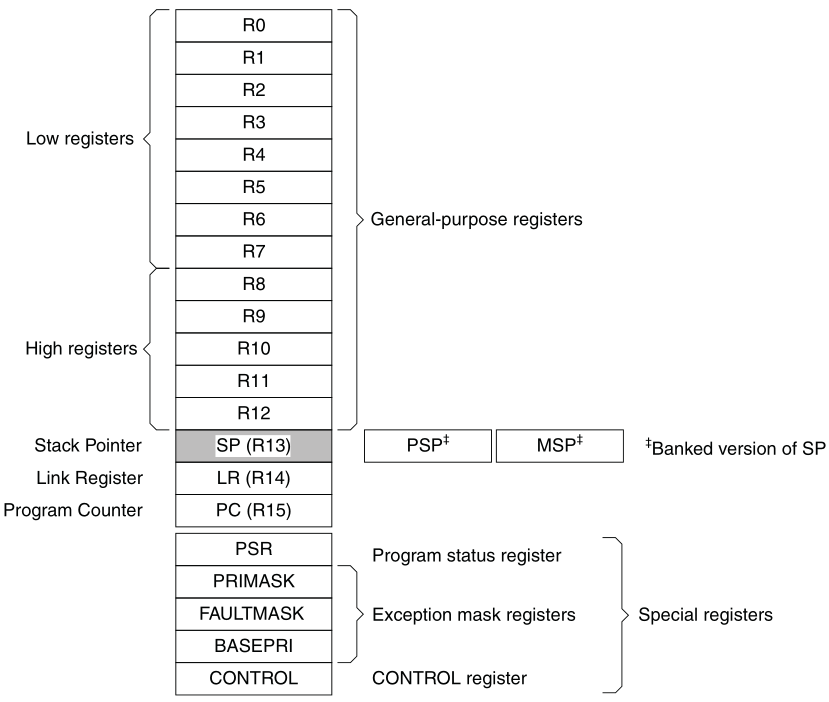 R0
R1
R2
R3
Low registers
R4
R5
R6
General-purpose registers
R7
R8
R9
High registers
R10
R11
R12
Stack Pointer SP (R13) PSP‡ MSP‡ ‡Banked version of SP
Link Register LR (R14)
Program Counter PC (R15)
PSR Program status register
PRIMASK
FAULTMASK Exception mask registers Special registers
BASEPRI
CONTROL CONTROL register